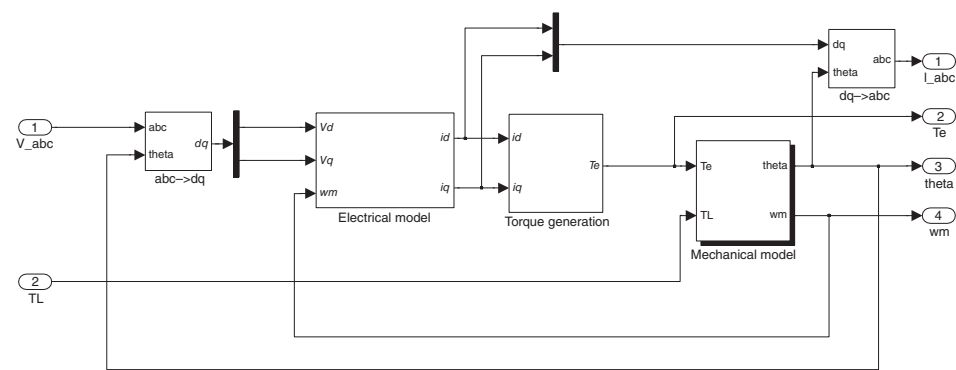 1
V_abc
abc
theta
dq
abc–>dq
Vd
Vq
wm
id
iq
Electrical model
id
iq
Te
Torque generation
Te
TL
theta
wm
Mechanical model
dq
theta
abc
dq–>abc
1
I_abc
2
Te
3
theta
4
wm
2
TL